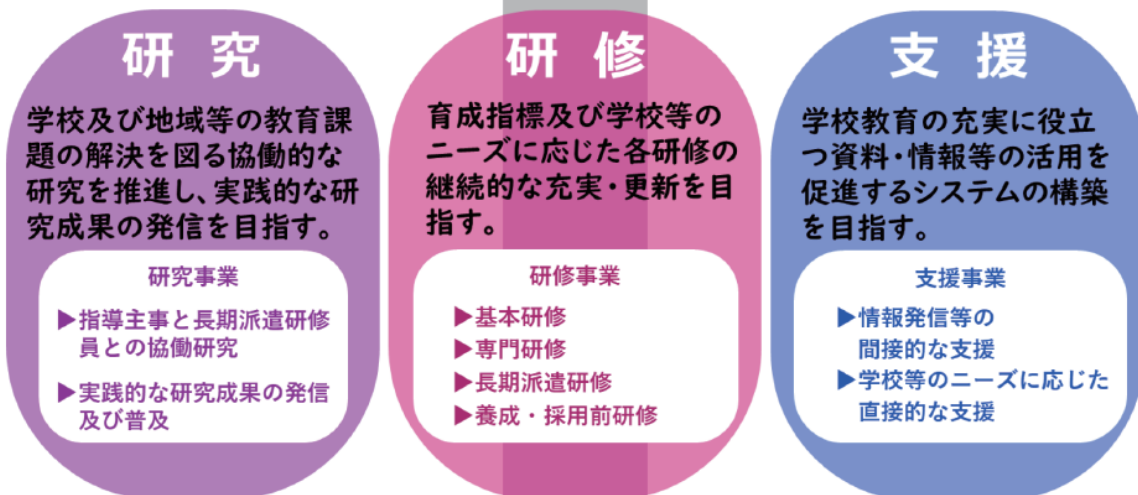 研究
学校及び地域等の教育課
題の解決を図る協働的な
研究を推進し、実践的な研
究成果の発信を目指す。
研究事業
▶指導主事と長期派遣研修
員との協働研究
▶実践的な研究成果の発信
及び普及
研修
育成指標及び学校等の
ニーズに応じた各研修の
継続的な充実・更新を目
指す。
研修事業
▶基本研修
▶専門研修
▶長期派遣研修
▶養成・採用前研修
支援
学校教育の充実に役立
つ資料・情報等の活用を
促進するシステムの構築
を目指す。
支援事業
▶情報発信等の
間接的な支援
▶学校等のニーズに応じた
直接的な支援